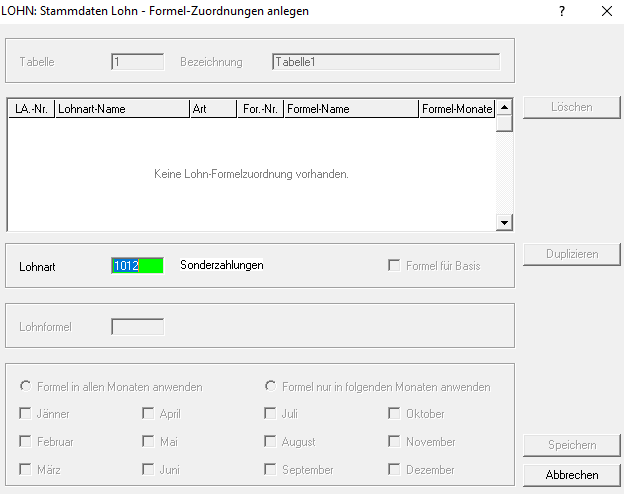 LOHN: Stammdaten Lohn - Formel-Zuordnungen anlegen ?
Tabelle 1 Bezeichnung Tabelle1
LA.-Nr. Lohnart-Name Art For.-Nr. Formel-Name Formel-Monate Löschen
Keine Lohn-Formelzuordnung vorhanden.
Lohnart 1012 Sonderzahlungen Formel für Basis Duplizieren
Lohnformel
Formel in allen Monaten anwenden Formel nur in folgenden Monaten anwenden
Jänner April Juli Oktober
Februar Mai August November Speichern
März Juni September Dezember Abbrechen